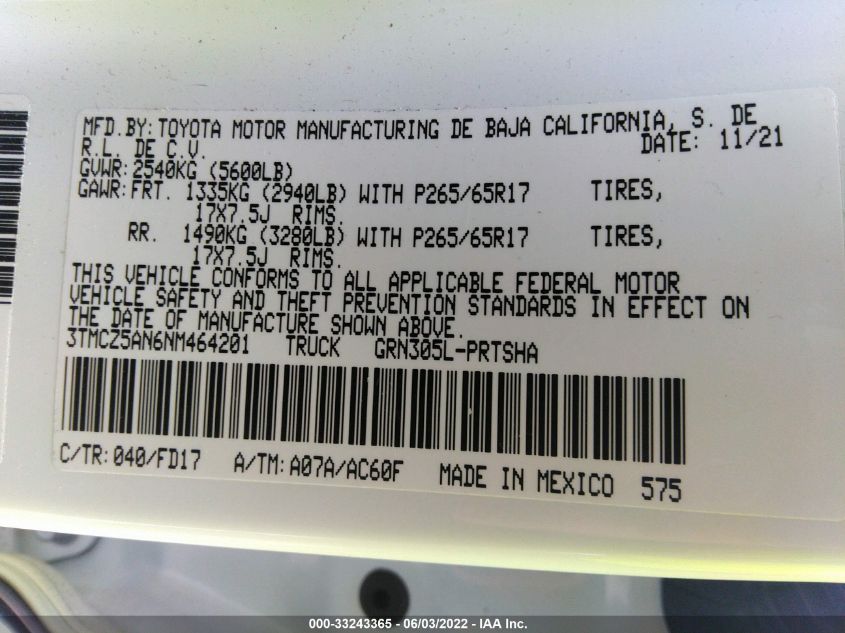 MFD.BY:TOYOTA MOTOR MANUFACTURING DE BAJA CALIFORNIA, S. DE
R.L. DE C.V. DATE: 11/21
GVWR:2540KG (5600LB)
GAWR:FRT. 1335KG (2940LB) WITH P265/65R17 TIRES,
17X7.5J RIMS.
RR. 1490KG (3280LB) WITH P265/65R17 TIRES,
17X7.5J RIMS.
THIS VEHICLE CONFORMS TO ALL APPLICABLE FEDERAL MOTOR
VEHICLE SAFETY AND THEFT PREVENTION STANDARDS IN EFFECT ON
THE DATE OF MANUFACTURE SHOWN ABOVE.
3TMCZ5AN6NM464201 TRUCK GRN305L-PRTSHA
C/TR:040/FD17 A/TM:A07A/AC60F MADE IN MEXICO 575
000-33243365 - 06/03/2022 - IAA Inc.